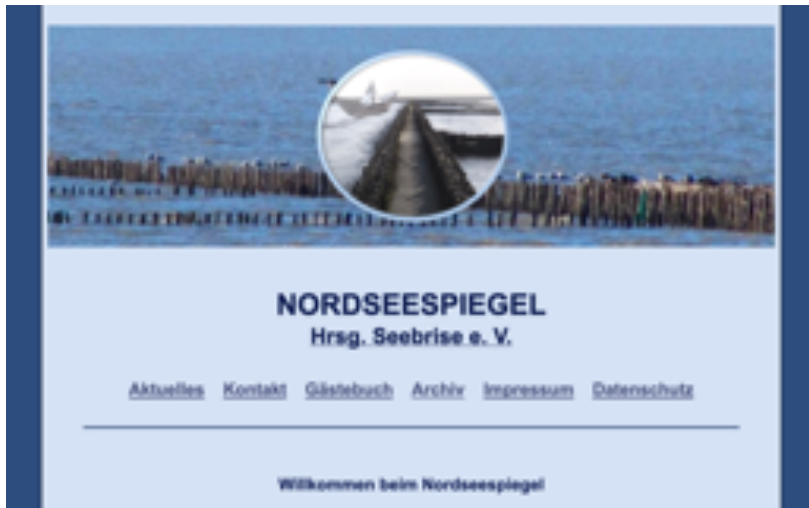 NORDSEESPIEGEL
Hrsg. Seebrise e. V.
Aktuelles Kontakt Gästebuch Archiv Impressum Datenschutz
Willkommen beim Nordseespiegel